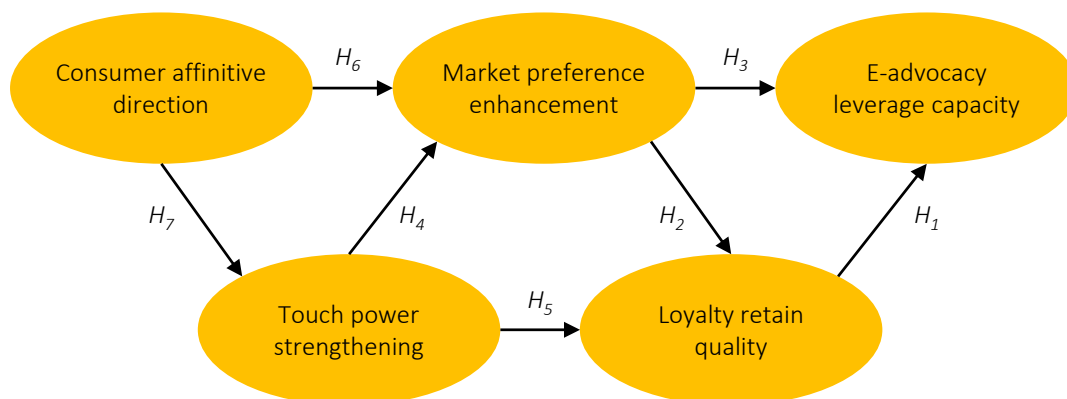 Consumer affinitive
direction
H6
Market preference
enhancement
H3
E-advocacy
leverage capacity
H7
H4
H2
H1
Touch power
strengthening
H5
Loyalty retain
quality